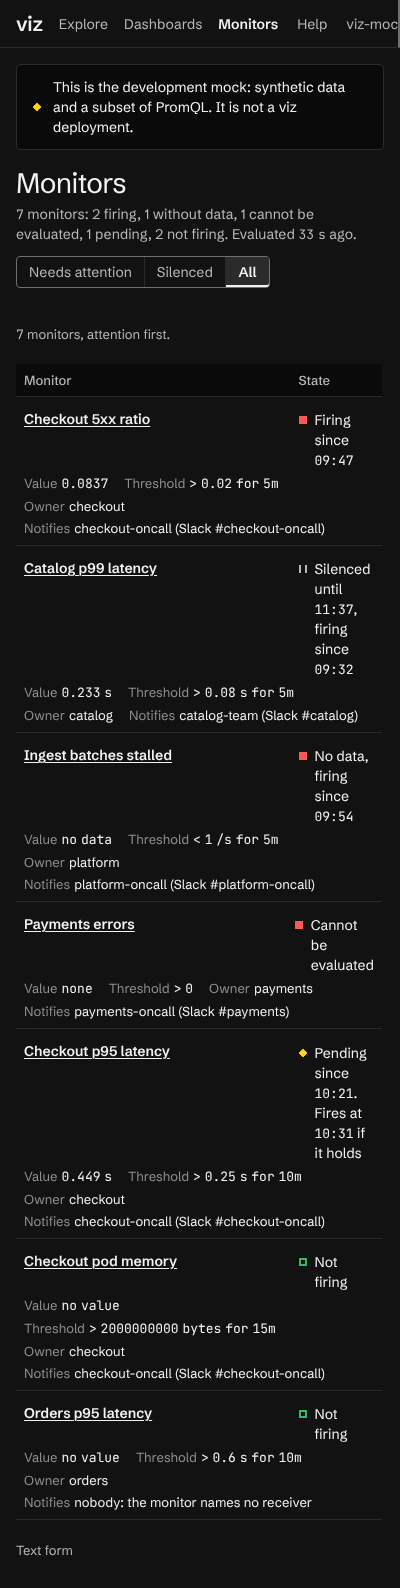 viz Explore Dashboards Monitors Help viz-moc
This is the development mock: synthetic data
and a subset of PromQL. It is not a viz
deployment.
Monitors
7 monitors: 2 firing, 1 without data, 1 cannot be
evaluated, 1 pending, 2 not firing. Evaluated 33 s ago.
Needs attention Silenced All
7 monitors, attention first.
Monitor State
Checkout 5xx ratio
Firing
since
09:47
Value 0.0837 Threshold > 0.02 for 5m
Owner checkout
Notifies checkout-oncall (Slack #checkout-oncall)
Catalog p99 latency
Silenced
until
11:37,
firing
since
09:32
Value 0.233 s Threshold > 0.08 s for 5m
Owner catalog Notifies catalog-team (Slack #catalog)
Ingest batches stalled
No data,
firing
since
09:54
Value no data Threshold < 1 /s for 5m
Owner platform
Notifies platform-oncall (Slack #platform-oncall)
Payments errors
Cannot
be
evaluated
Value none Threshold > 0 Owner payments
Notifies payments-oncall (Slack #payments)
Checkout p95 latency
Pending
since
10:21.
Fires at
10:31 if
it holds
Value 0.449 s Threshold > 0.25 s for 10m
Owner checkout
Notifies checkout-oncall (Slack #checkout-oncall)
Checkout pod memory
Not
firing
Value no value
Threshold > 2000000000 bytes for 15m
Owner checkout
Notifies checkout-oncall (Slack #checkout-oncall)
Orders p95 latency
Not
firing
Value no value Threshold > 0.6 s for 10m
Owner orders
Notifies nobody: the monitor names no receiver
Text form